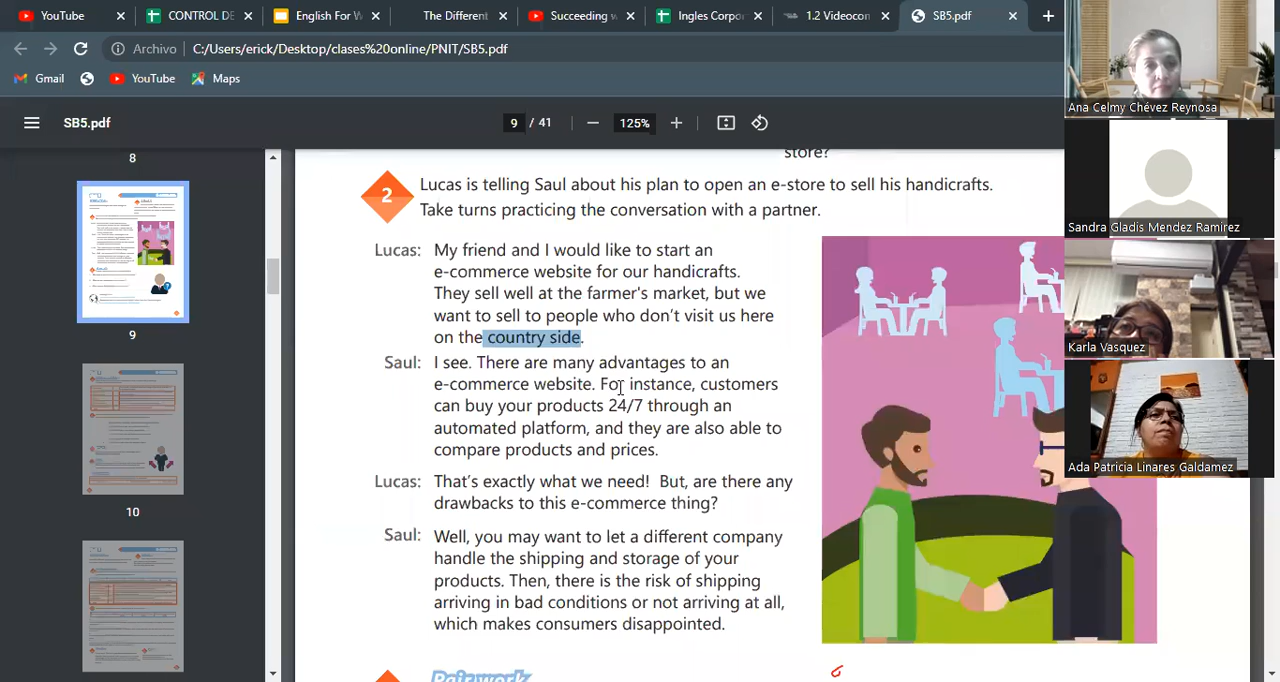 YouTube
CONTROL DE
English For W
The Different
Succeeding w
Ingles Corpo
1.2 Videocon
SB5.pdf
Archivo
C:/Users/erick/Desktop/clases%20online/PNIT/SB5.pdf
Gmail
YouTube
Maps
SB5.pdf
9 / 41
125%
8
9
10
store?
2
Lucas is telling Saul about his plan to open an e-store to sell his handicrafts.
Take turns practicing the conversation with a partner.
Lucas: My friend and I would like to start an
e-commerce website for our handicrafts.
They sell well at the farmer's market, but we
want to sell to people who don't visit us here
on the country side.
Saul: I see. There are many advantages to an
e-commerce website. For instance, customers
can buy your products 24/7 through an
automated platform, and they are also able to
compare products and prices.
Lucas: That's exactly what we need! But, are there any
drawbacks to this e-commerce thing?
Saul: Well, you may want to let a different company
handle the shipping and storage of your
products. Then, there is the risk of shipping
arriving in bad conditions or not arriving at all,
which makes consumers disappointed.
Pairwork
Ana Celmy Chévez Reynosa
Sandra Gladis Mendez Ramirez
Karla Vasquez
Ada Patricia Linares Galdamez